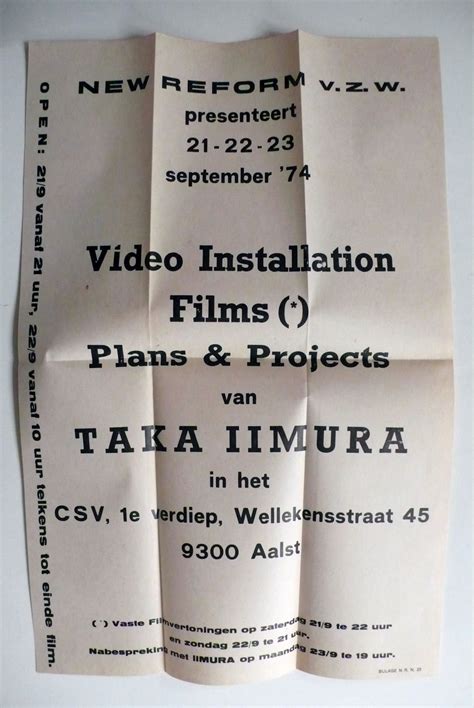 NEW REFORM v.z.w.
presenteert
21-22-23
september '74
Video Installation
Films (*)
Plans & Projects
van
TAKA IIMURA
in het
CSV, 1e verdiep, Wellekensstraat 45
9300 Aalst
(*) Vaste Filmvertoningen op zaterdag 21/9 te 22 uur
en zondag 22/9 te 21 uur.
Nabespreking met IIMURA op maandag 23/9 te 19 uur.
OPEN: 21/9 vanaf 21 uur, 22/9 vanaf 10 uur telkens tot einde film.